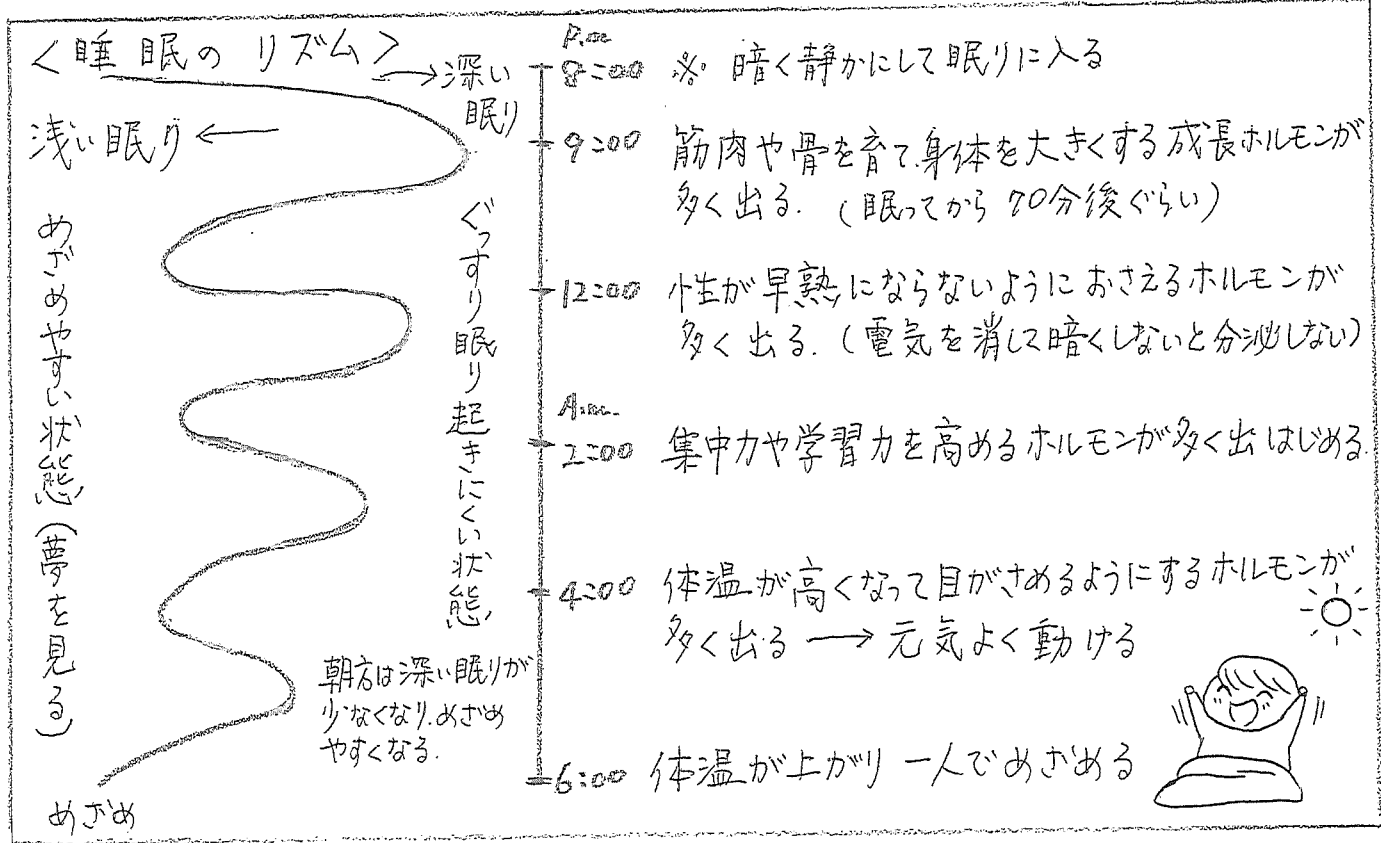 <睡眠のリズム>
→深い
眠り
浅い眠り←
めざめやすい状態(夢を見る)
ぐっすり眠り起きにくい状態
朝方は深い眠りが
少なくなり、めざめ
やすくなる.
めざめ
P.m
8:00 ※ 暗く静かにして眠りに入る
9:00 筋肉や骨を育て、身体を大きくする成長ホルモンが
多く出る. (眠ってから70分後ぐらい)
12:00 性が早熟にならないようにおさえるホルモンが
多く出る. (電気を消して暗くしないと分泌しない)
A.m.
2:00 集中力や学習力を高めるホルモンが多く出はじめる.
4:00 体温が高くなって目がさめるようにするホルモンが
多く出る → 元気よく動ける
6:00 体温が上がり一人でめざめる